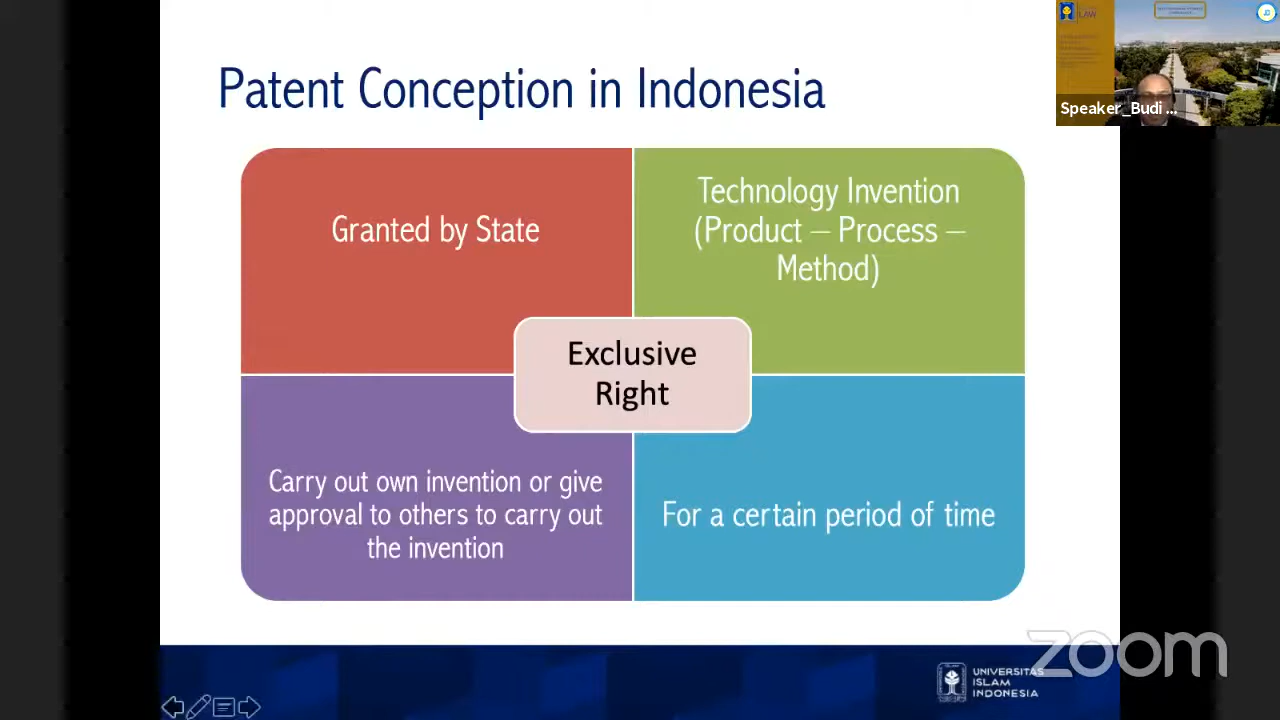 Patent Conception in Indonesia
Granted by State
Technology Invention
(Product – Process –
Method)
Exclusive
Right
Carry out own invention or give
approval to others to carry out
the invention
For a certain period of time
LAW
Speaker_Budi ...
UNIVERSITAS
ISLAM
INDONESIA
zoom